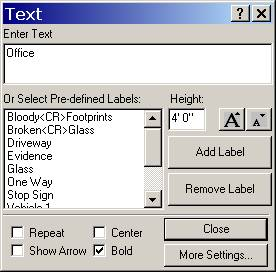 Text
Enter Text
Office
Or Select Pre-defined Labels:
Height:
Bloody<CR>Footprints
Broken<CR>Glass
Driveway
Evidence
Glass
One Way
Stop Sign
Vehicle 1
4' 0"
A A
Add Label
Remove Label
Repeat Center
Show Arrow Bold
Close
More Settings...